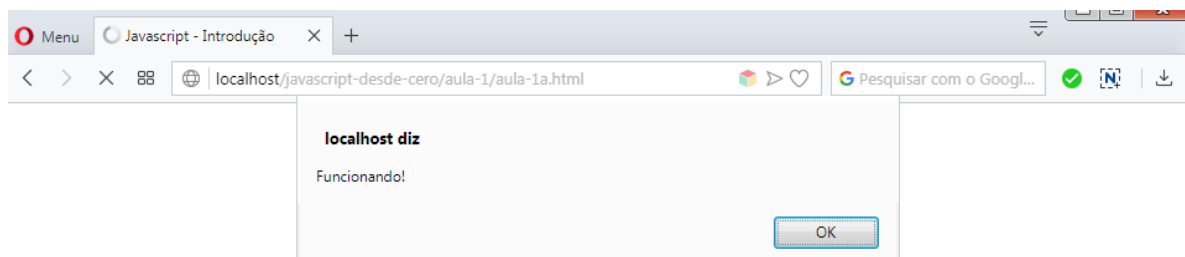 Menu
Javascript - Introdução
localhost/javascript-desde-cero/aula-1/aula-1a.html
G Pesquisar com o Googl...
N
localhost diz
Funcionando!
OK